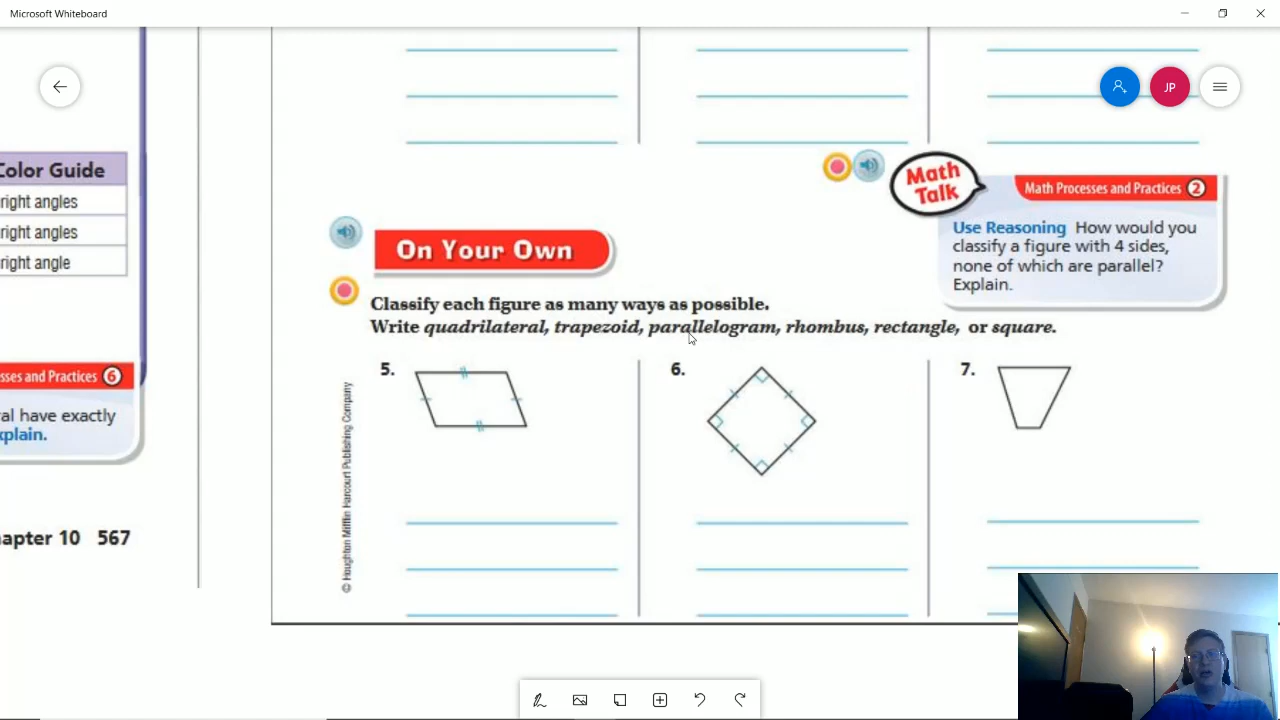 Microsoft Whiteboard
JP
Color Guide
right angles
right angles
right angle
Math
Talk
Math Processes and Practices 2
Use Reasoning How would you
classify a figure with 4 sides,
none of which are parallel?
Explain.
On Your Own
Classify each figure as many ways as possible.
Write quadrilateral, trapezoid, parallelogram, rhombus, rectangle, or square.
5.
6.
7.
sses and Practices 6
al have exactly
xplain.
apter 10 567
© Houghton Mifflin Harcourt Publishing Company